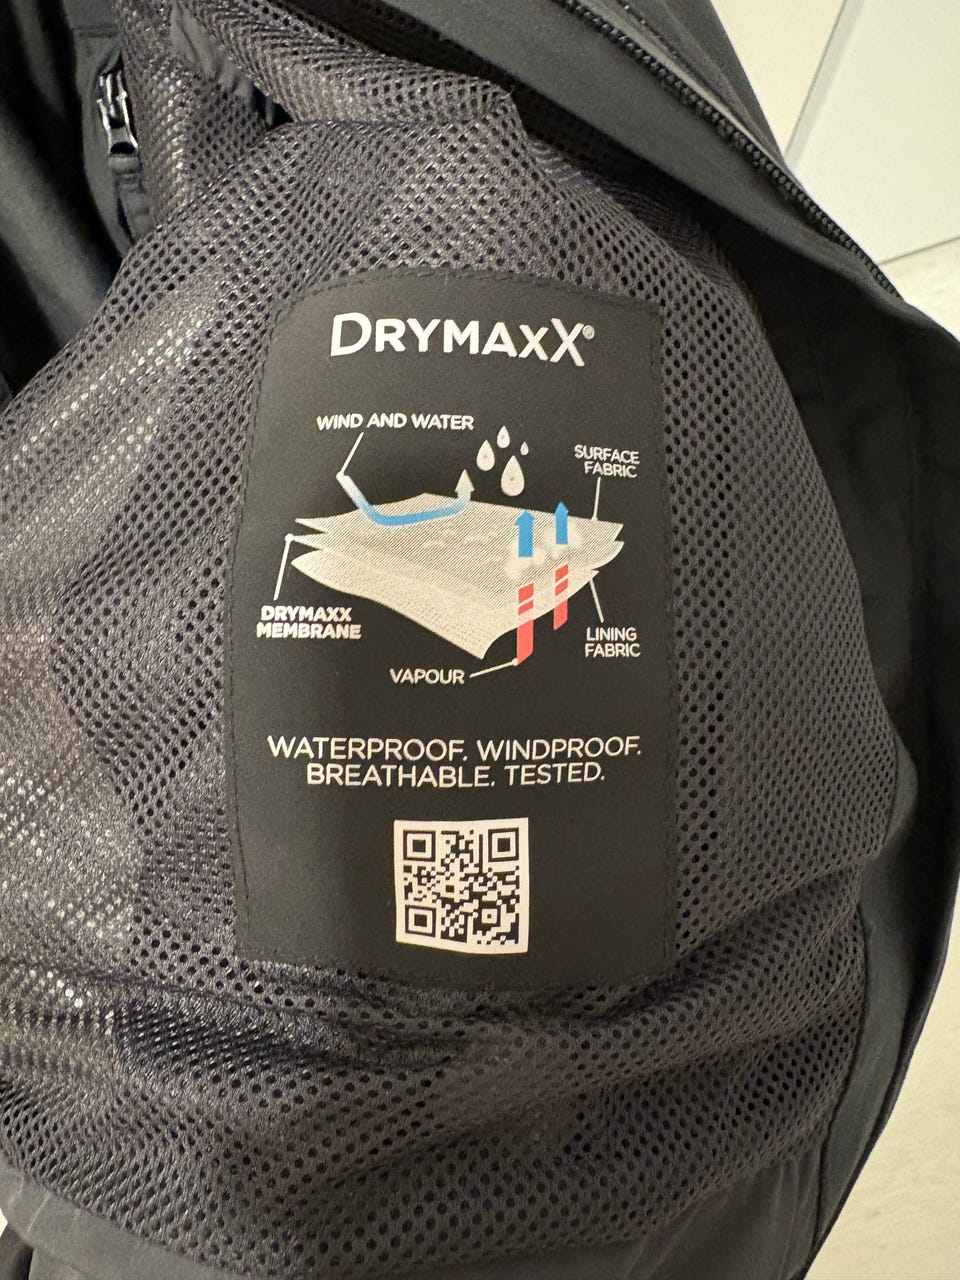 DRYMAXX®
WIND AND WATER
SURFACE
FABRIC
DRYMAXX
MEMBRANE
LINING
FABRIC
VAPOUR
WATERPROOF. WINDPROOF.
BREATHABLE. TESTED.